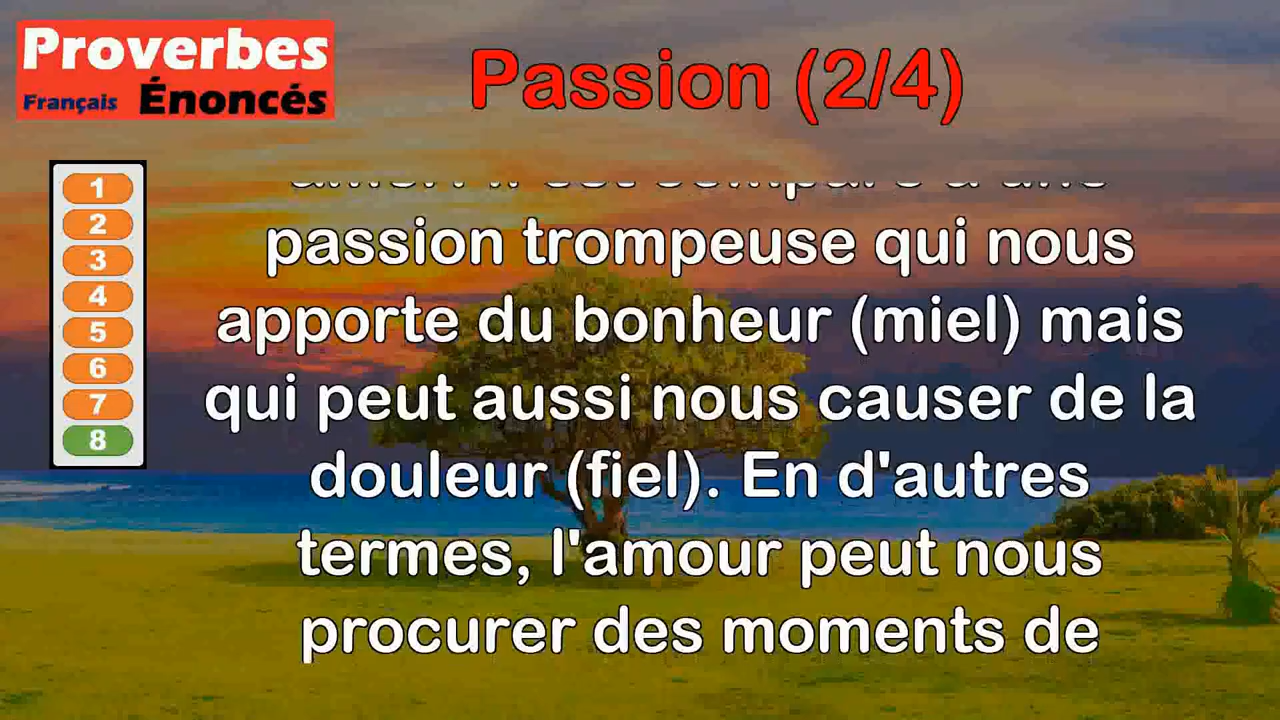 Proverbes
Français Énoncés
Passion (2/4)
1
2
3
4
5
6
7
8
passion trompeuse qui nous
apporte du bonheur (miel) mais
qui peut aussi nous causer de la
douleur (fiel). En d'autres
termes, l'amour peut nous
procurer des moments de